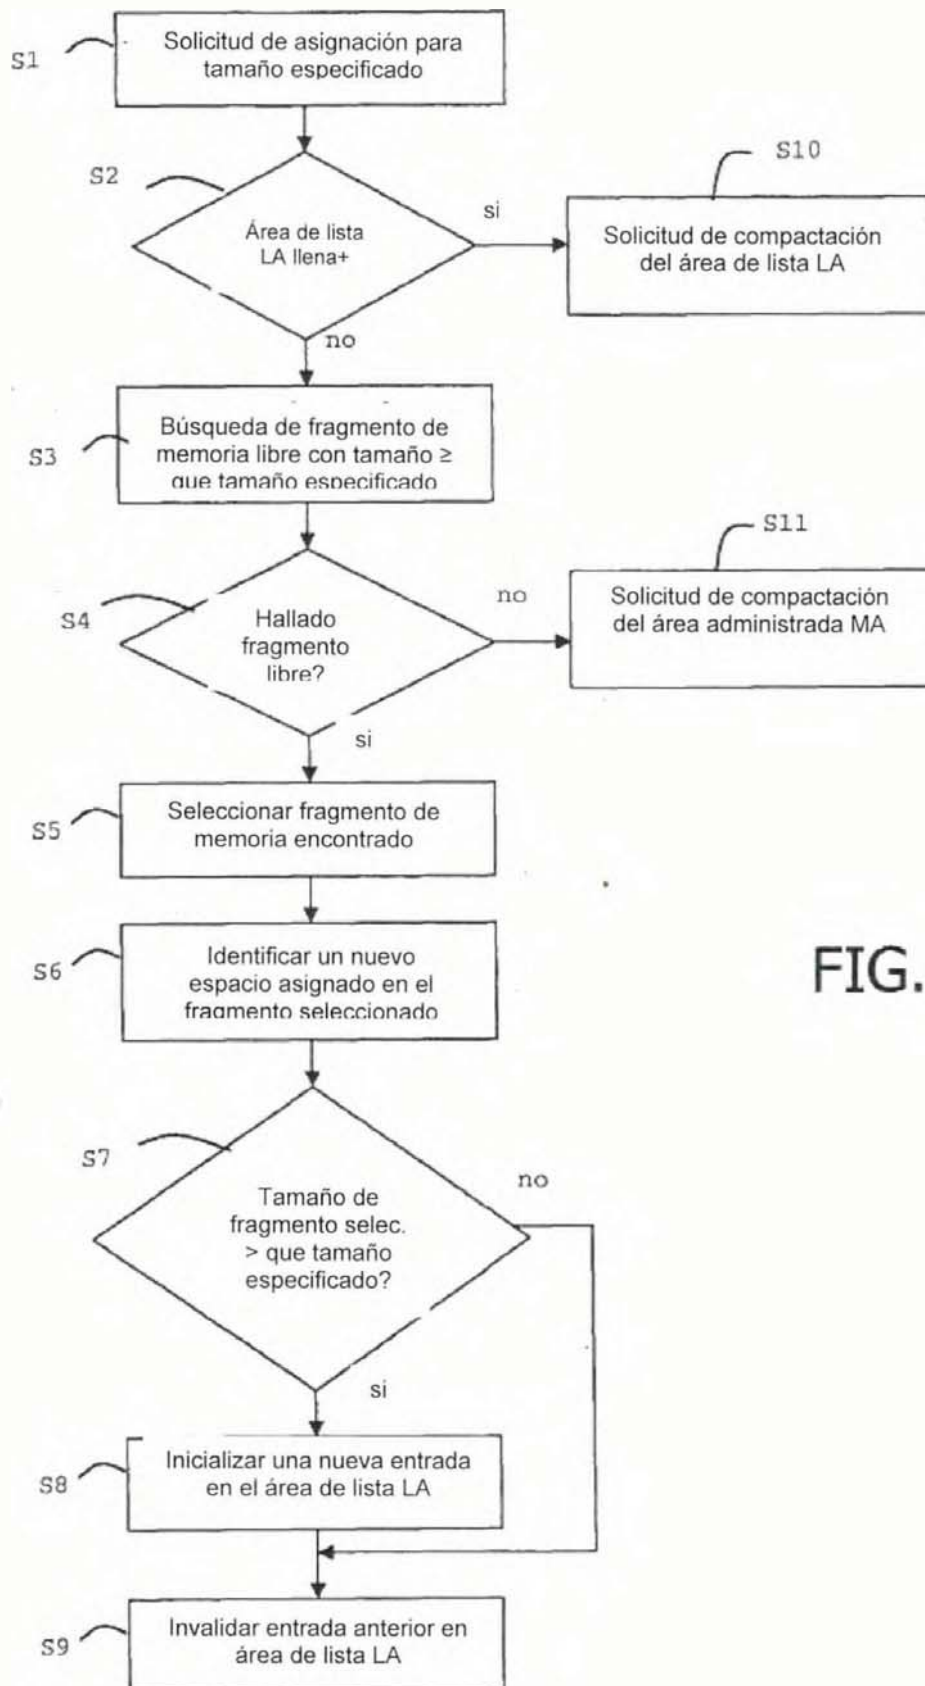 S1
Solicitud de asignación para
tamaño especificado
S2
Área de lista
LA llena+
si
S10
Solicitud de compactación
del área de lista LA
no
S3
Búsqueda de fragmento de
memoria libre con tamaño ≥
que tamaño especificado
S4
Hallado
fragmento
libre?
no
S11
Solicitud de compactación
del área administrada MA
si
S5
Seleccionar fragmento de
memoria encontrado
S6
Identificar un nuevo
espacio asignado en el
fragmento seleccionado
FIG.
S7
Tamaño de
fragmento selec.
> que tamaño
especificado?
no
si
S8
Inicializar una nueva entrada
en el área de lista LA
S9
Invalidar entrada anterior en
área de lista LA